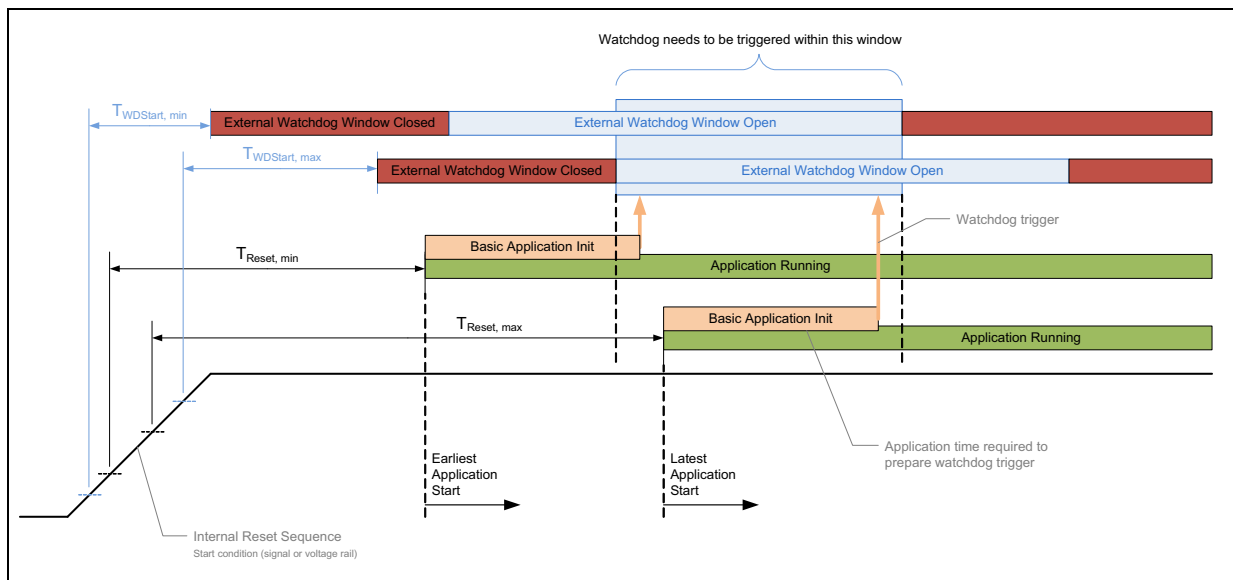 Watchdog needs to be triggered within this window
TWDStart, min
External Watchdog Window Closed
External Watchdog Window Open
TWDStart, max
External Watchdog Window Closed
External Watchdog Window Open
Watchdog trigger
Basic Application Init
TReset, min
Application Running
Basic Application Init
TReset, max
Application Running
Earliest
Application
Start
Latest
Application
Start
Application time required to
prepare watchdog trigger
Internal Reset Sequence
Start condition (signal or voltage rail)